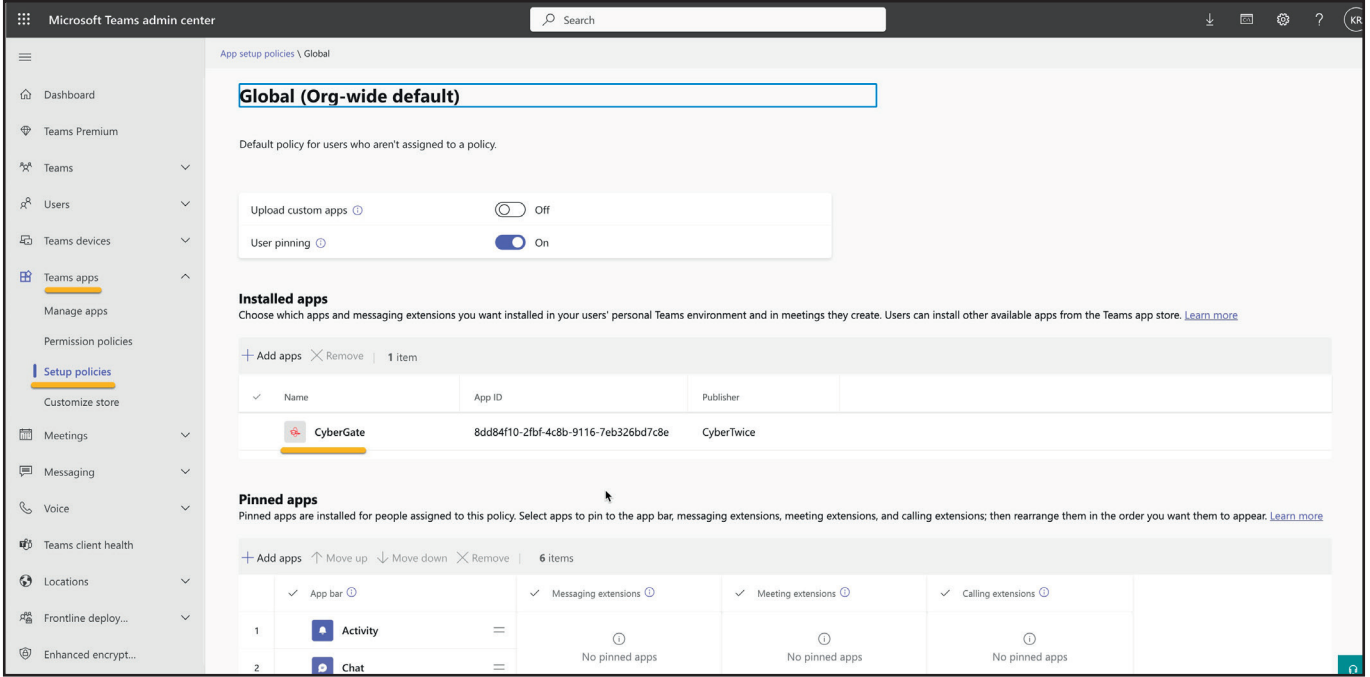 Microsoft Teams admin center
Search
KR
App setup policies \ Global
Dashboard
Teams Premium
Teams
Users
Teams devices
Teams apps
Manage apps
Permission policies
Setup policies
Customize store
Meetings
Messaging
Voice
Teams client health
Locations
Frontline deploy...
Enhanced encrypt...
Global (Org-wide default)
Default policy for users who aren't assigned to a policy.
Upload custom apps Off
User pinning On
Installed apps
Choose which apps and messaging extensions you want installed in your users' personal Teams environment and in meetings they create. Users can install other available apps from the Teams app store. Learn more
+ Add apps Remove | 1 item
Name App ID Publisher
CyberGate 8dd84f10-2fbf-4c8b-9116-7eb326bd7c8e CyberTwice
Pinned apps
Pinned apps are installed for people assigned to this policy. Select apps to pin to the app bar, messaging extensions, meeting extensions, and calling extensions; then rearrange them in the order you want them to appear. Learn more
+ Add apps ↑ Move up ↓ Move down Remove | 6 items
App bar Messaging extensions Meeting extensions Calling extensions
1 Activity
No pinned apps No pinned apps No pinned apps
2 Chat